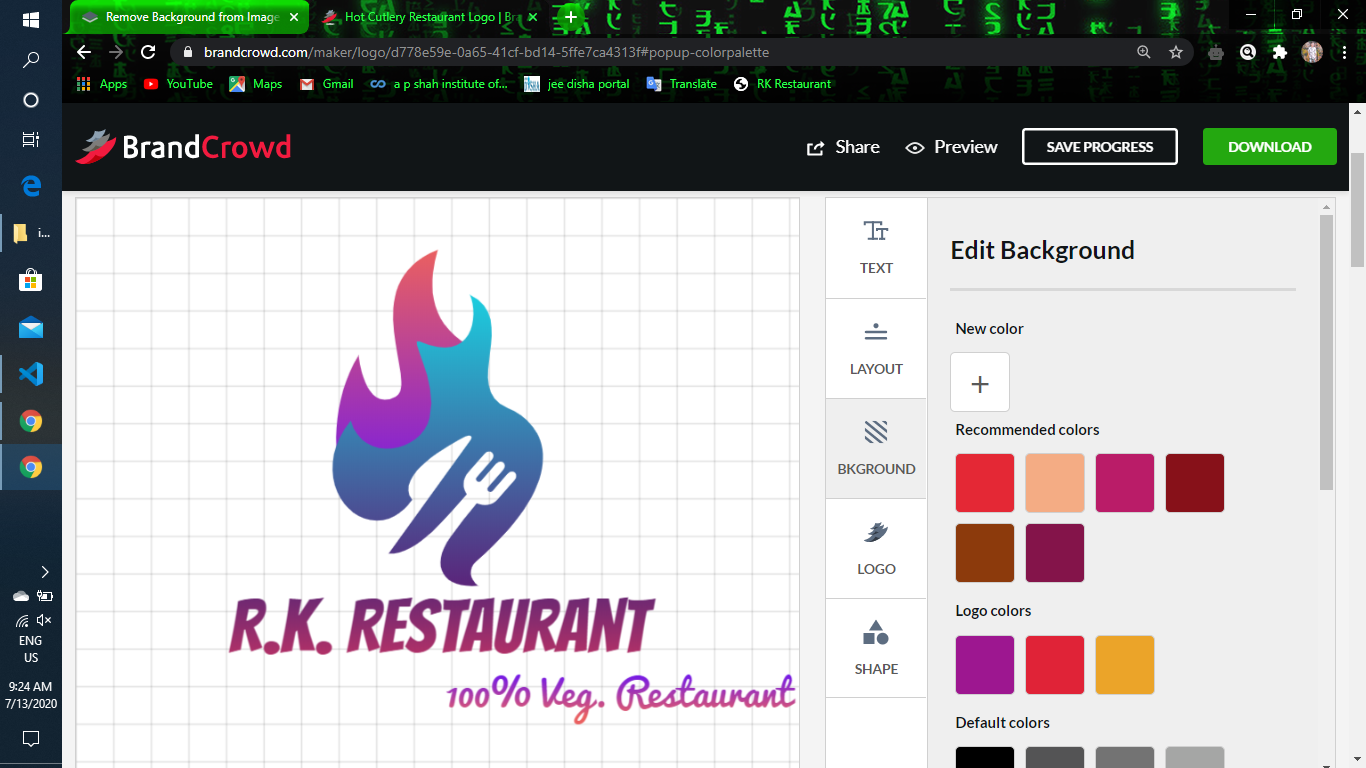 Remove Background from Image
Hot Cutlery Restaurant Logo | Bra
brandcrowd.com/maker/logo/d778e59e-0a65-41cf-bd14-5ffe7ca4313f#popup-colorpalette
Apps
YouTube
Maps
Gmail
a p shah institute of...
jee disha portal
Translate
RK Restaurant
BrandCrowd
Share
Preview
SAVE PROGRESS
DOWNLOAD
i...
R.K. RESTAURANT
100% Veg. Restaurant
TEXT
LAYOUT
BKGROUND
LOGO
SHAPE
Edit Background
New color
Recommended colors
Logo colors
Default colors
ENG
US
9:24 AM
7/13/2020